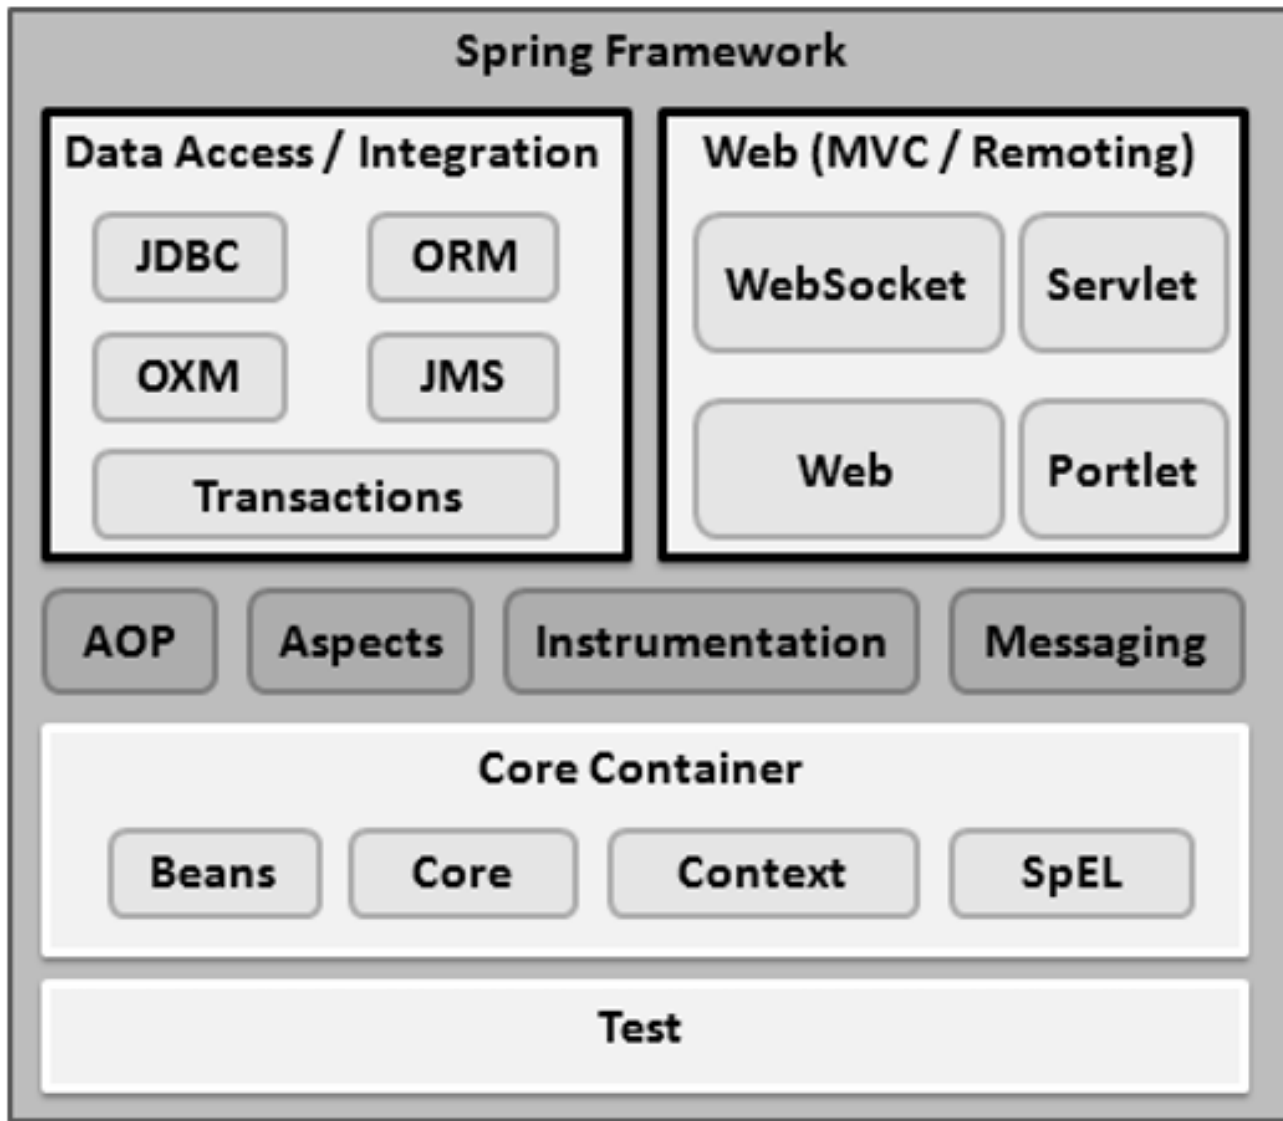 Spring Framework
Data Access / Integration
JDBC
ORM
OXM
JMS
Transactions
Web (MVC / Remoting)
WebSocket
Servlet
Web
Portlet
AOP
Aspects
Instrumentation
Messaging
Core Container
Beans
Core
Context
SpEL
Test